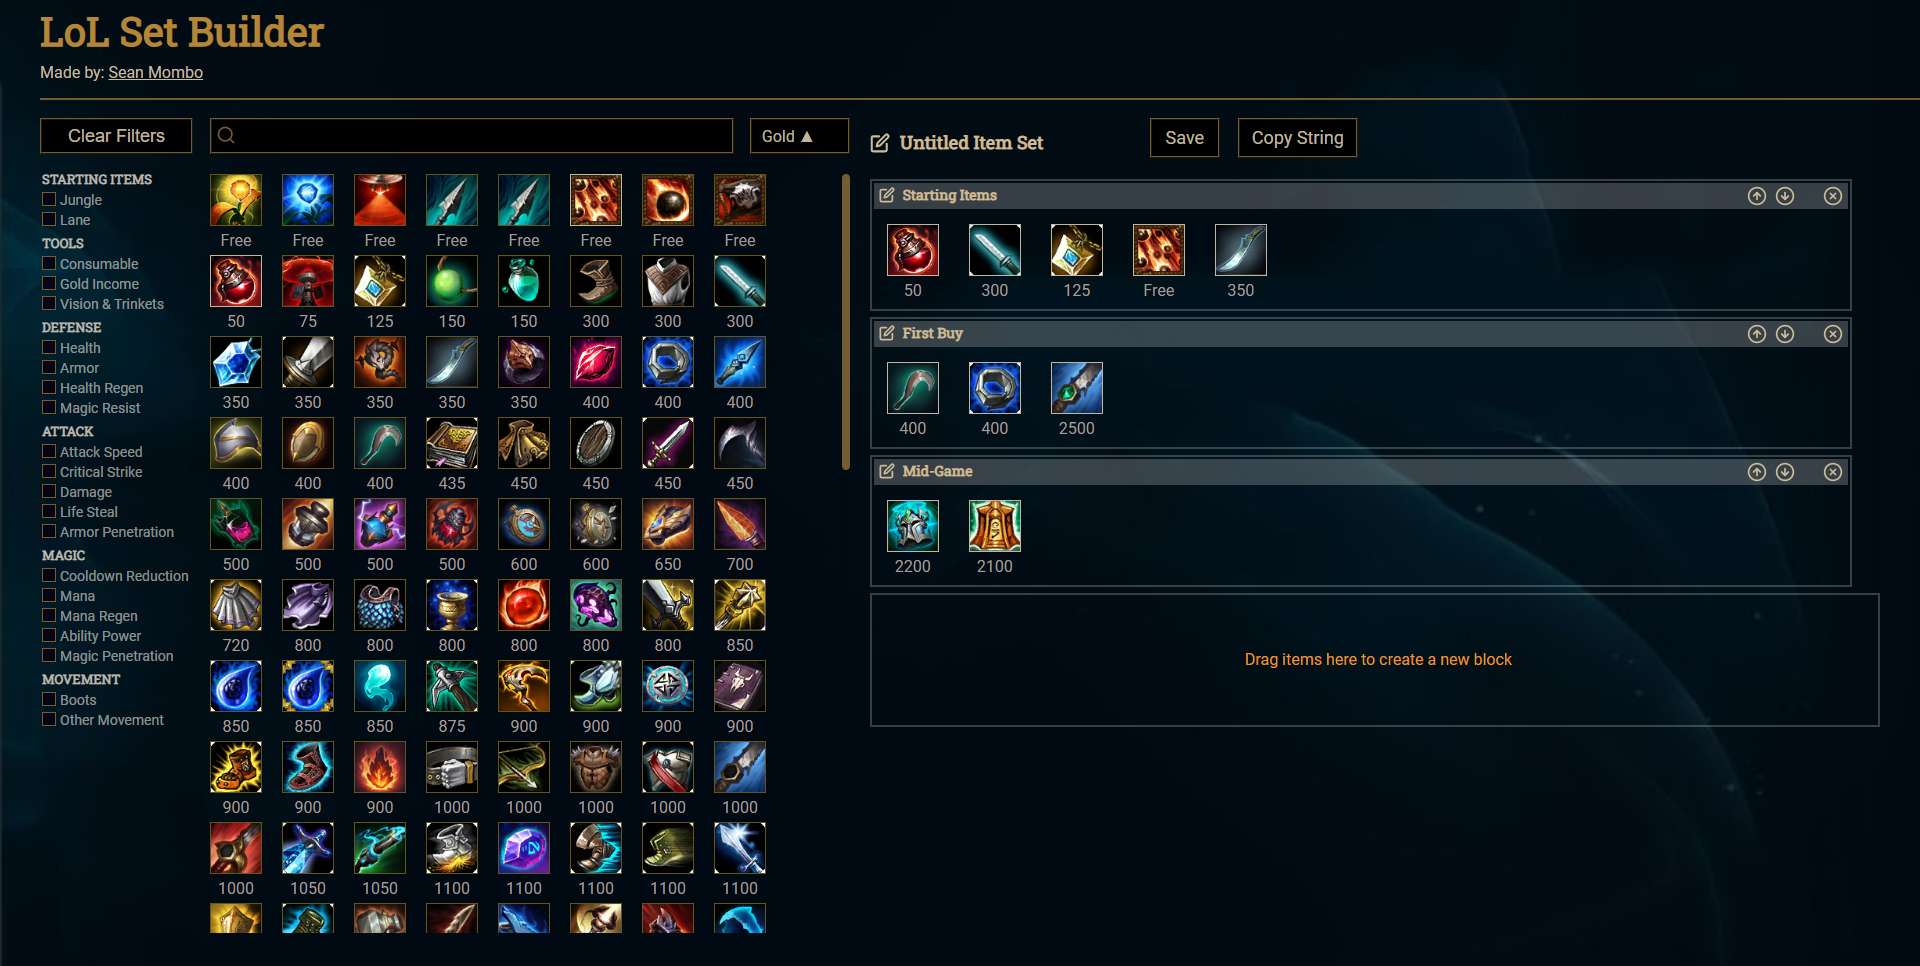 LoL Set Builder
Made by: Sean Mombo
Clear Filters
Gold ▲
STARTING ITEMS
Jungle
Lane
TOOLS
Consumable
Gold Income
Vision & Trinkets
DEFENSE
Health
Armor
Health Regen
Magic Resist
ATTACK
Attack Speed
Critical Strike
Damage
Life Steal
Armor Penetration
MAGIC
Cooldown Reduction
Mana
Mana Regen
Ability Power
Magic Penetration
MOVEMENT
Boots
Other Movement
Free Free Free Free Free Free Free Free
50 75 125 150 150 300 300 300
350 350 350 350 350 400 400 400
400 400 400 435 450 450 450 450
500 500 500 500 600 600 650 700
720 800 800 800 800 800 800 850
850 850 850 875 900 900 900 900
900 900 900 1000 1000 1000 1000 1000
1000 1050 1050 1100 1100 1100 1100 1100
Untitled Item Set
Save
Copy String
Starting Items
50 300 125 Free 350
First Buy
400 400 2500
Mid-Game
2200 2100
Drag items here to create a new block